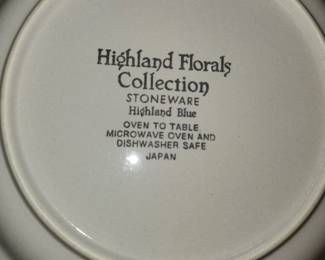 Highland Florals
Collection
STONEWARE
Highland Blue
OVEN TO TABLE
MICROWAVE OVEN AND
DISHWASHER SAFE
JAPAN